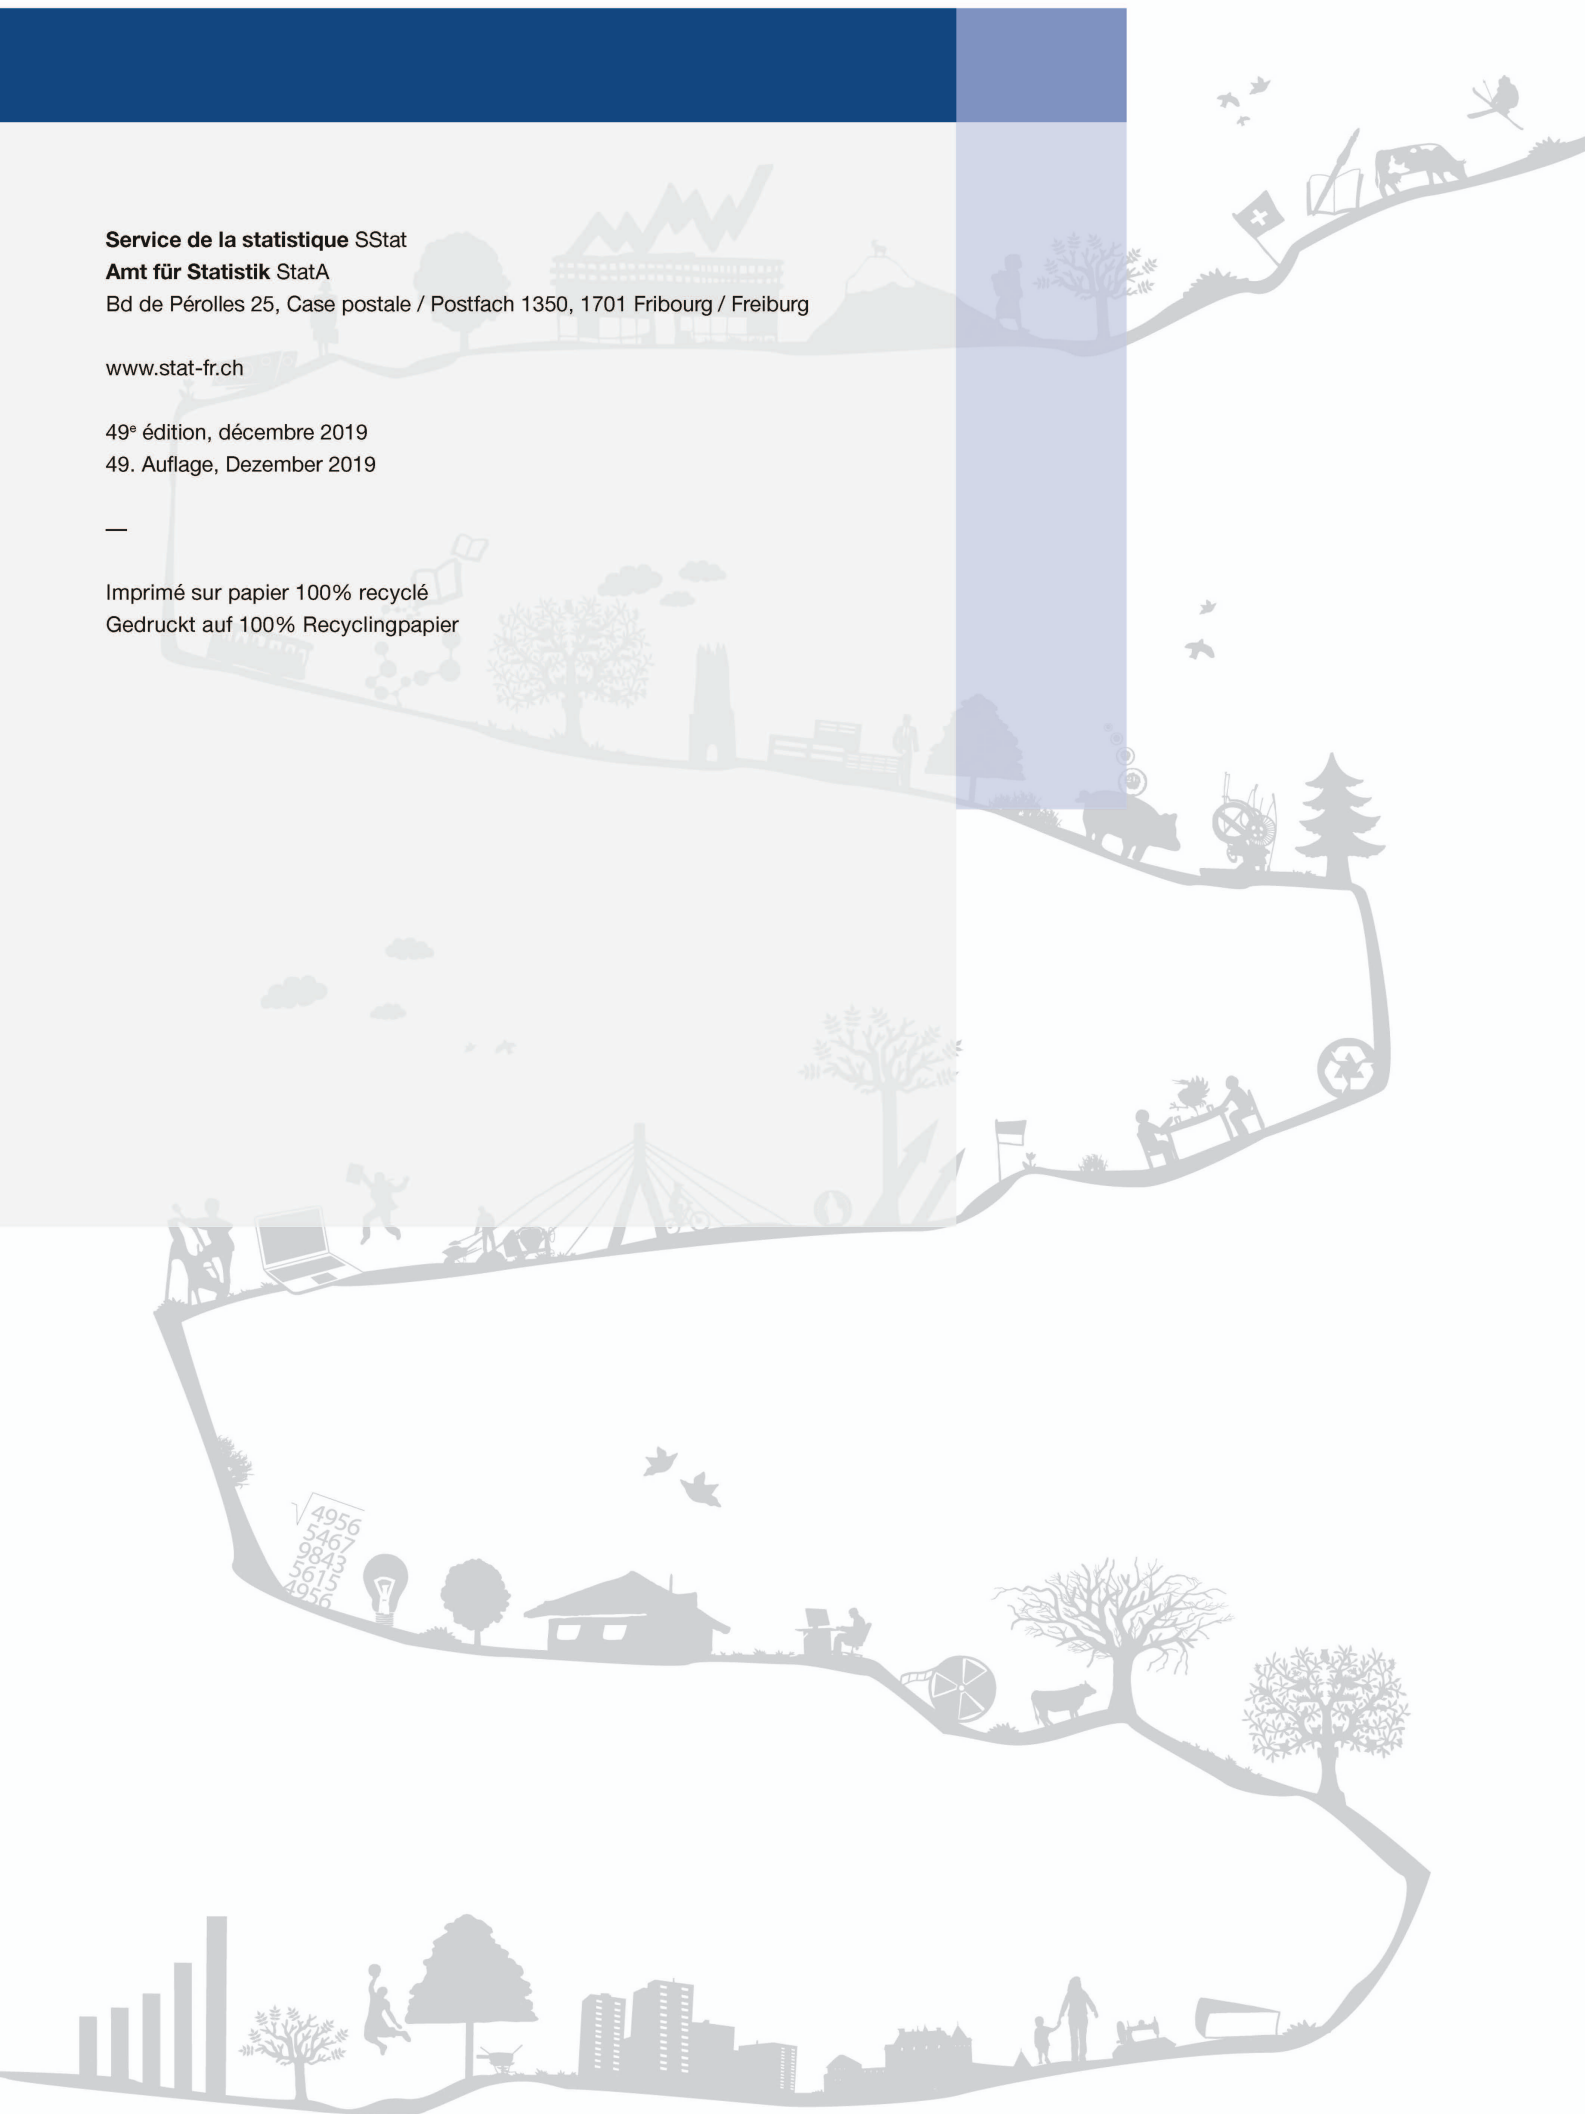 Service de la statistique SStat
Amt für Statistik StatA
Bd de Pérolles 25, Case postale / Postfach 1350, 1701 Fribourg / Freiburg
www.stat-fr.ch
49ᵉ édition, décembre 2019
49. Auflage, Dezember 2019
—
Imprimé sur papier 100% recyclé
Gedruckt auf 100% Recyclingpapier
√4956
5467
9843
5615
4956